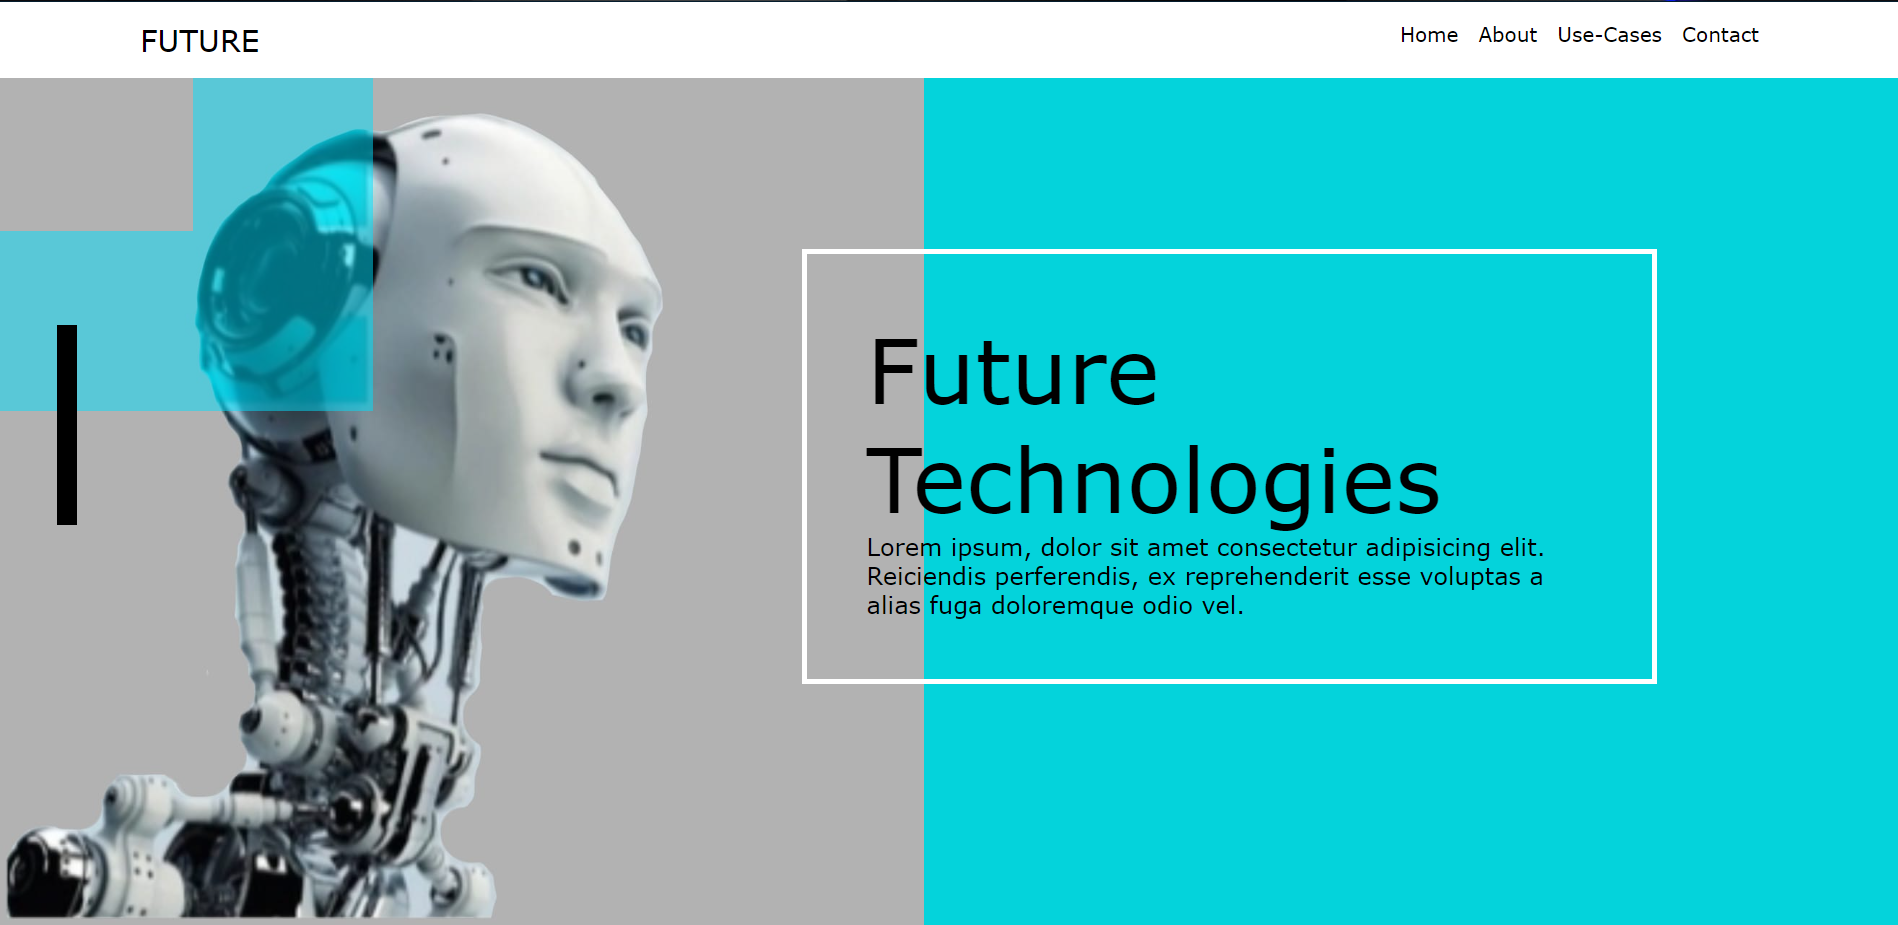 FUTURE
Home About Use-Cases Contact
Future
Technologies
Lorem ipsum, dolor sit amet consectetur adipisicing elit.
Reiciendis perferendis, ex reprehenderit esse voluptas a
alias fuga doloremque odio vel.